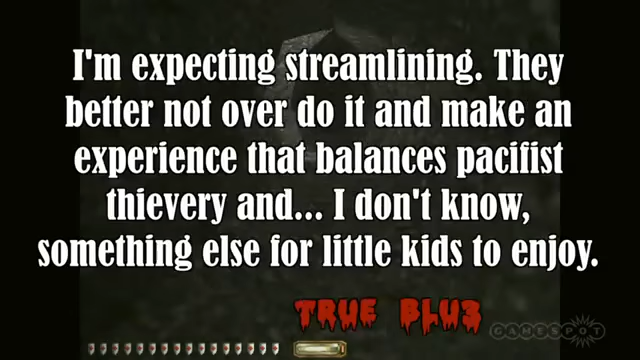 I'm expecting streamlining. They
better not over do it and make an
experience that balances pacifist
thievery and... I don't know,
something else for little kids to enjoy.
TRUE BLU3
GAMESPOT